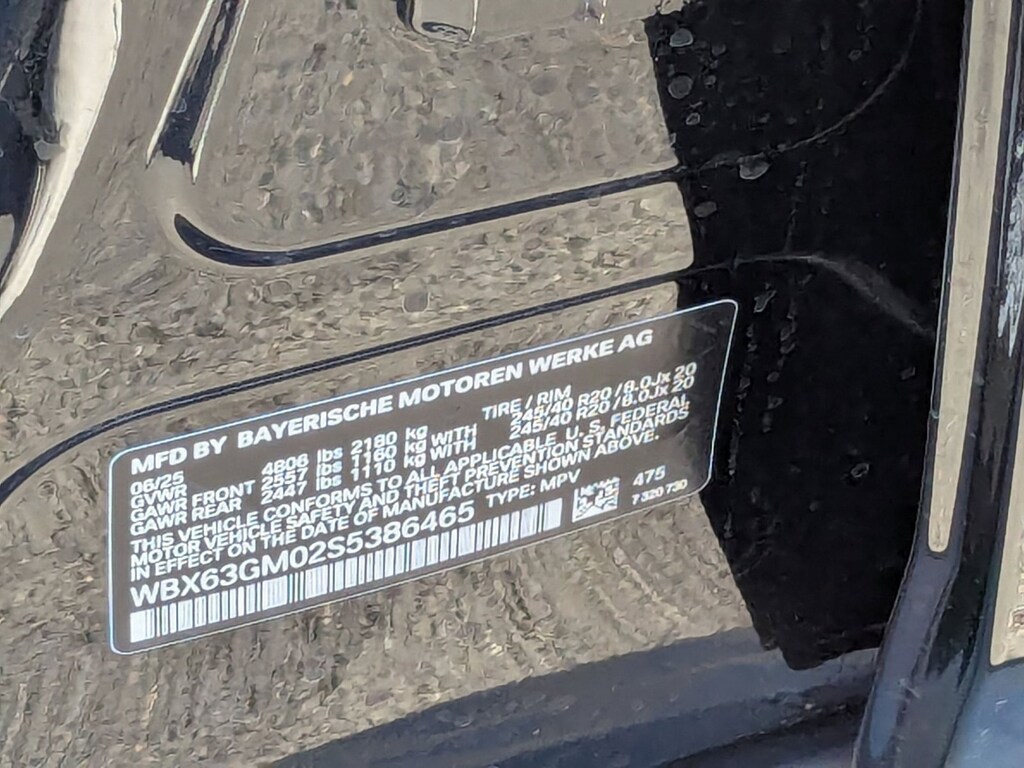 MFD BY BAYERISCHE MOTOREN WERKE AG
06/25 TIRE / RIM
GVWR 4806 lbs 2180 kg
GAWR FRONT 2557 lbs 1160 kg WITH 245/40 R20 / 8.0Jx 20
GAWR REAR 2447 lbs 1110 kg WITH 245/40 R20 / 8.0Jx 20
THIS VEHICLE CONFORMS TO ALL APPLICABLE U. S. FEDERAL
MOTOR VEHICLE SAFETY AND THEFT PREVENTION STANDARDS
IN EFFECT ON THE DATE OF MANUFACTURE SHOWN ABOVE.
WBX63GM02S5386465 TYPE: MPV 475
7 320 730